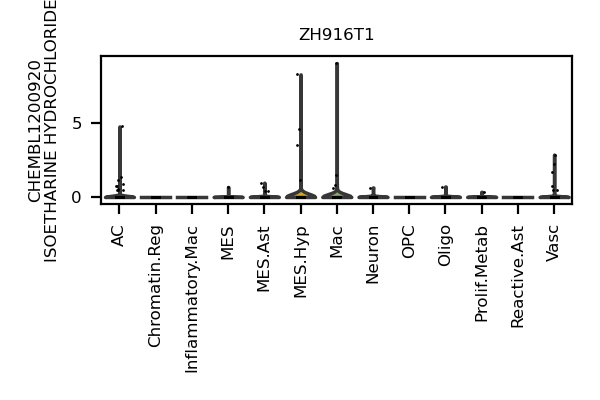 ZH916T1
CHEMBL1200920
ISOETHARINE HYDROCHLORIDE
5
0
AC
Chromatin.Reg
Inflammatory.Mac
MES
MES.Ast
MES.Hyp
Mac
Neuron
OPC
Oligo
Prolif.Metab
Reactive.Ast
Vasc